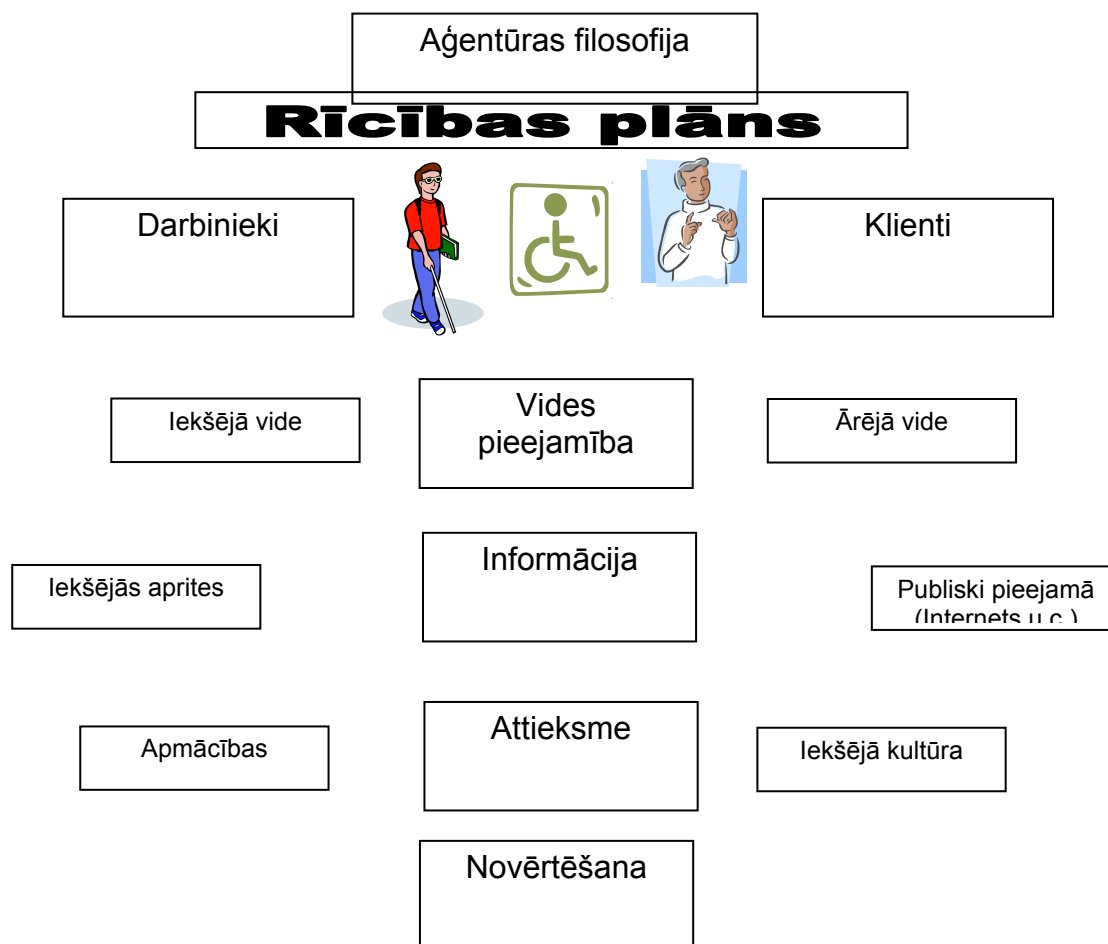 Aģentūras filosofija
Rīcības plāns
Darbinieki
Klienti
Iekšējā vide
Vides
pieejamība
Ārējā vide
Iekšējās aprites
Informācija
Publiski pieejamā
(Internets u.c.)
Apmācības
Attieksme
Iekšējā kultūra
Novērtēšana